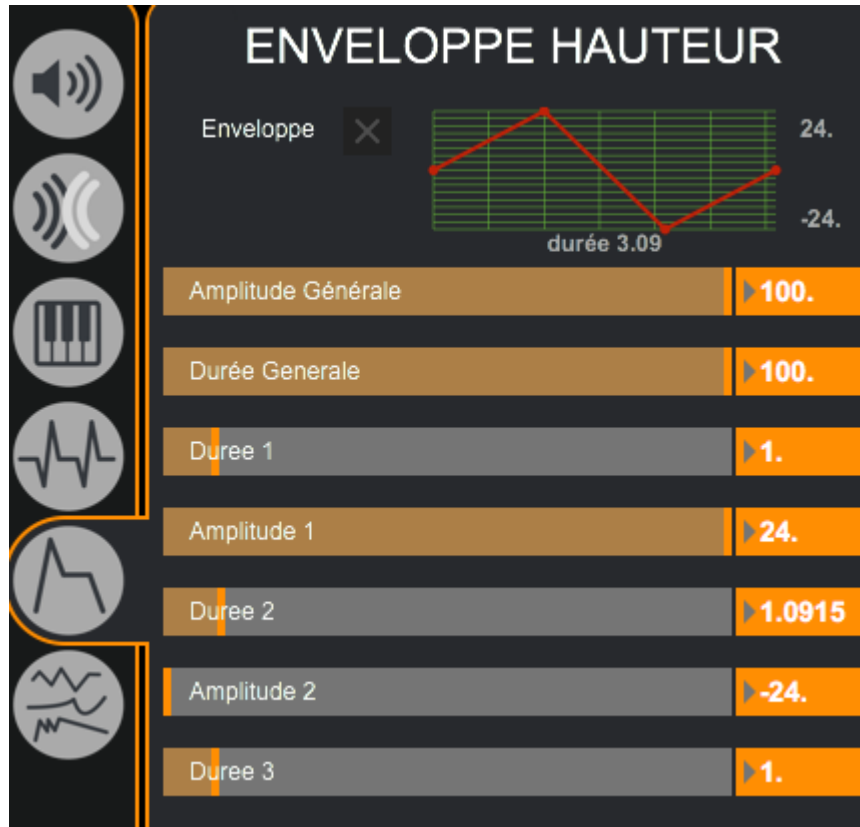 ENVELOPPE HAUTEUR
Enveloppe
24.
-24.
durée 3.09
Amplitude Générale 100.
Durée Generale 100.
Duree 1 1.
Amplitude 1 24.
Duree 2 1.0915
Amplitude 2 -24.
Duree 3 1.